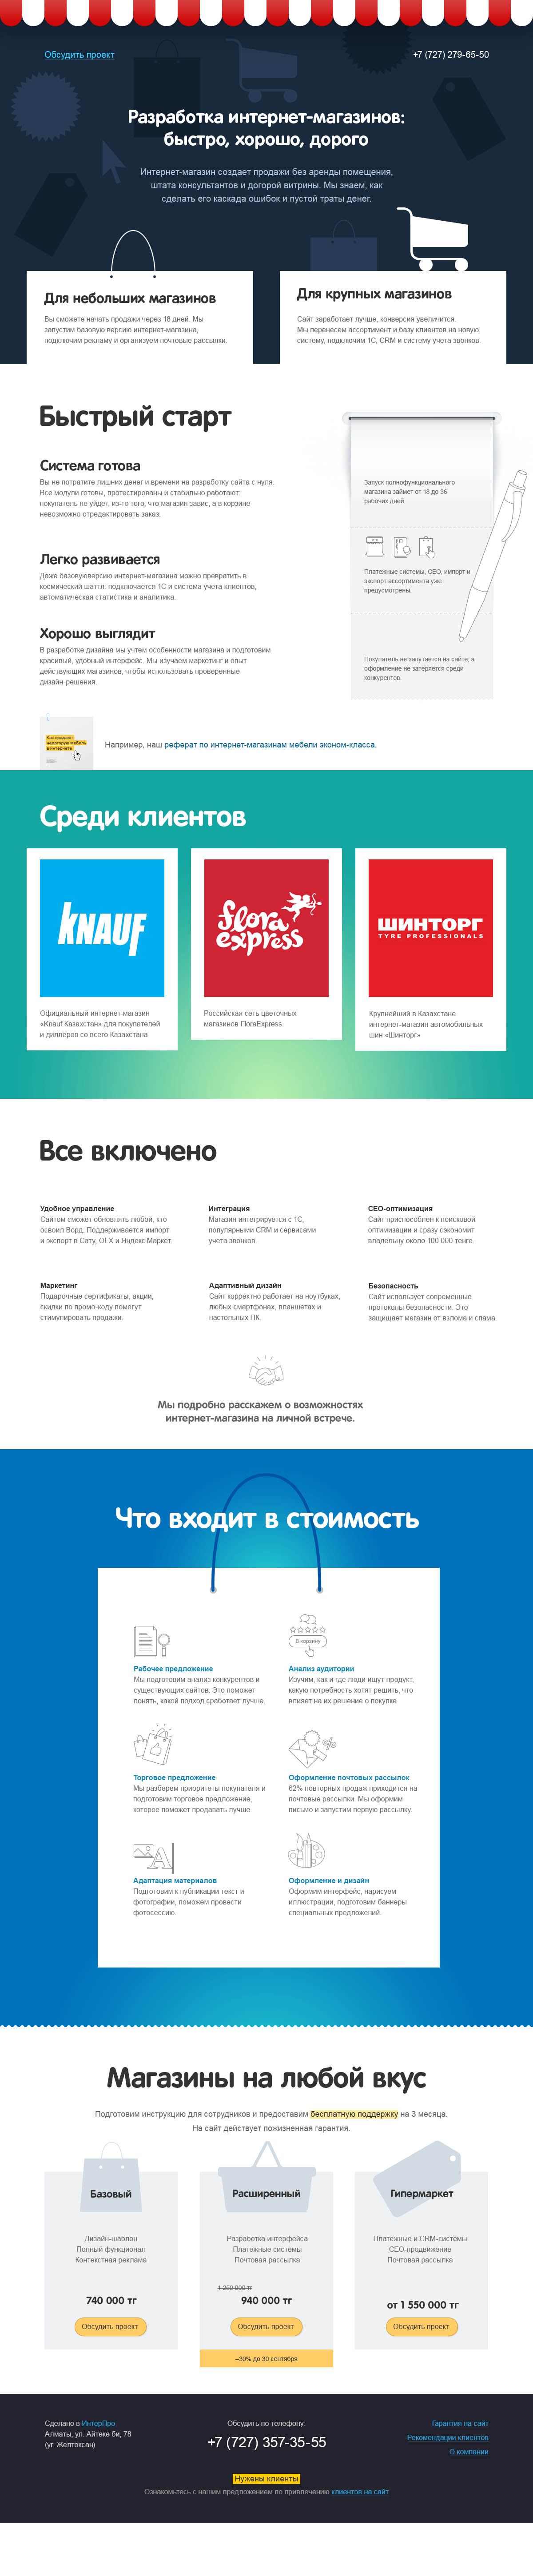 Обсудить проект
+7 (727) 279-65-50
Разработка интернет-магазинов:
быстро, хорошо, дорого
Интернет-магазин создает продажи без аренды помещения,
штата консультантов и догорой витрины. Мы знаем, как
сделать его каскада ошибок и пустой траты денег.
Для небольших магазинов
Вы сможете начать продажи через 18 дней. Мы
запустим базовую версию интернет-магазина,
подключим рекламу и организуем почтовые рассылки.
Для крупных магазинов
Сайт заработает лучше, конверсия увеличится.
Мы перенесем ассортимент и базу клиентов на новую
систему, подключим 1С, CRM и систему учета звонков.
Быстрый старт
Система готова
Вы не потратите лишних денег и времени на разработку сайта с нуля.
Все модули готовы, протестированы и стабильно работают:
покупатель не уйдет, из-то того, что магазин завис, а в корзине
невозможно отредактировать заказ.
Запуск полнофункционального
магазина займет от 18 до 36
рабочих дней.
Легко развивается
Даже базовуюверсию интернет-магазина можно превратить в
космический шаттл: подключается 1С и система учета клиентов,
автоматическая статистика и аналитика.
Платежные системы, СЕО, импорт и
экспорт ассортимента уже
предусмотрены.
Хорошо выглядит
В разработке дизайна мы учтем особенности магазина и подготовим
красивый, удобный интерфейс. Мы изучаем маркетинг и опыт
действующих магазинов, чтобы использовать проверенные
дизайн-решения.
Покупатель не запутается на сайте, а
оформление не затеряется среди
конкурентов.
Как продают
недорогую мебель
в интернете
Например, наш реферат по интернет-магазинам мебели эконом-класса.
Среди клиентов
KNAUF
flora
express
ШИНТОРГ
TYRE PROFESSIONALS
Официальный интернет-магазин
«Knauf Казахстан» для покупателей
и диллеров со всего Казахстана
Российская сеть цветочных
магазинов FloraExpress
Крупнейший в Казахстане
интернет-магазин автомобильных
шин «Шинторг»
Все включено
Удобное управление
Сайтом сможет обновлять любой, кто
освоил Ворд. Поддерживается импорт
и экспорт в Сату, OLX и Яндекс.Маркет.
Интеграция
Магазин интегрируется с 1С,
популярными CRM и сервисами
учета звонков.
СЕО-оптимизация
Сайт приспособлен к поисковой
оптимизации и сразу сэкономит
владельцу около 100 000 тенге.
Маркетинг
Подарочные сертификаты, акции,
скидки по промо-коду помогут
стимулировать продажи.
Адаптивный дизайн
Сайт корректно работает на ноутбуках,
любых смартфонах, планшетах и
настольных ПК.
Безопасность
Сайт использует современные
протоколы безопасности. Это
защищает магазин от взлома и спама.
Мы подробно расскажем о возможностях
интернет-магазина на личной встрече.
Что входит в стоимость
В корзину
Рабочее предложение
Мы подготовим анализ конкурентов и
существующих сайтов. Это поможет
понять, какой подход сработает лучше.
Анализ аудитории
Изучим, как и где люди ищут продукт,
какую потребность хотят решить, что
влияет на их решение о покупке.
Торговое предложение
Мы разберем приоритеты покупателя и
подготовим торговое предложение,
которое поможет продавать лучше.
Оформление почтовых рассылок
62% повторных продаж приходится на
почтовые рассылки. Мы оформим
письмо и запустим первую рассылку.
Адаптация материалов
Подготовим к публикации текст и
фотографии, поможем провести
фотосессию.
Оформление и дизайн
Оформим интерфейс, нарисуем
иллюстрации, подготовим баннеры
специальных предложений.
Магазины на любой вкус
Подготовим инструкцию для сотрудников и предоставим бесплатную поддержку на 3 месяца.
На сайт действует пожизненная гарантия.
Базовый
Дизайн-шаблон
Полный функционал
Контекстная реклама
740 000 тг
Обсудить проект
Расширенный
Разработка интерфейса
Платежные системы
Почтовая рассылка
1 250 000 тг
940 000 тг
Обсудить проект
–30% до 30 сентября
Гипермаркет
Платежные и CRM-системы
СЕО-продвижение
Почтовая рассылка
от 1 550 000 тг
Обсудить проект
Сделано в ИнтерПро
Алматы, ул. Айтеке би, 78
(уг. Желтоксан)
Обсудить по телефону:
+7 (727) 357-35-55
Гарантия на сайт
Рекомендации клиентов
О компании
Нужены клиенты
Ознакомьтесь с нашим предложением по привлечению клиентов на сайт